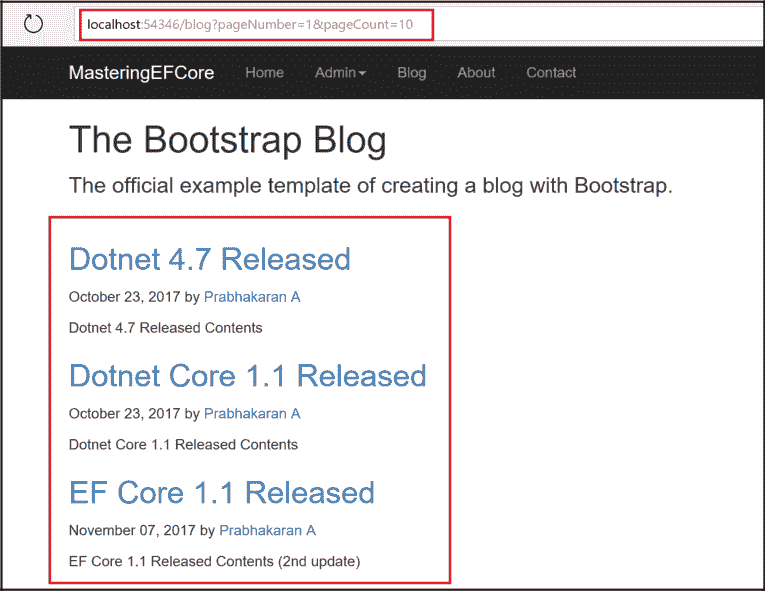 localhost:54346/blog?pageNumber=1&pageCount=10
MasteringEFCore Home Admin Blog About Contact
The Bootstrap Blog
The official example template of creating a blog with Bootstrap.
Dotnet 4.7 Released
October 23, 2017 by Prabhakaran A
Dotnet 4.7 Released Contents
Dotnet Core 1.1 Released
October 23, 2017 by Prabhakaran A
Dotnet Core 1.1 Released Contents
EF Core 1.1 Released
November 07, 2017 by Prabhakaran A
EF Core 1.1 Released Contents (2nd update)